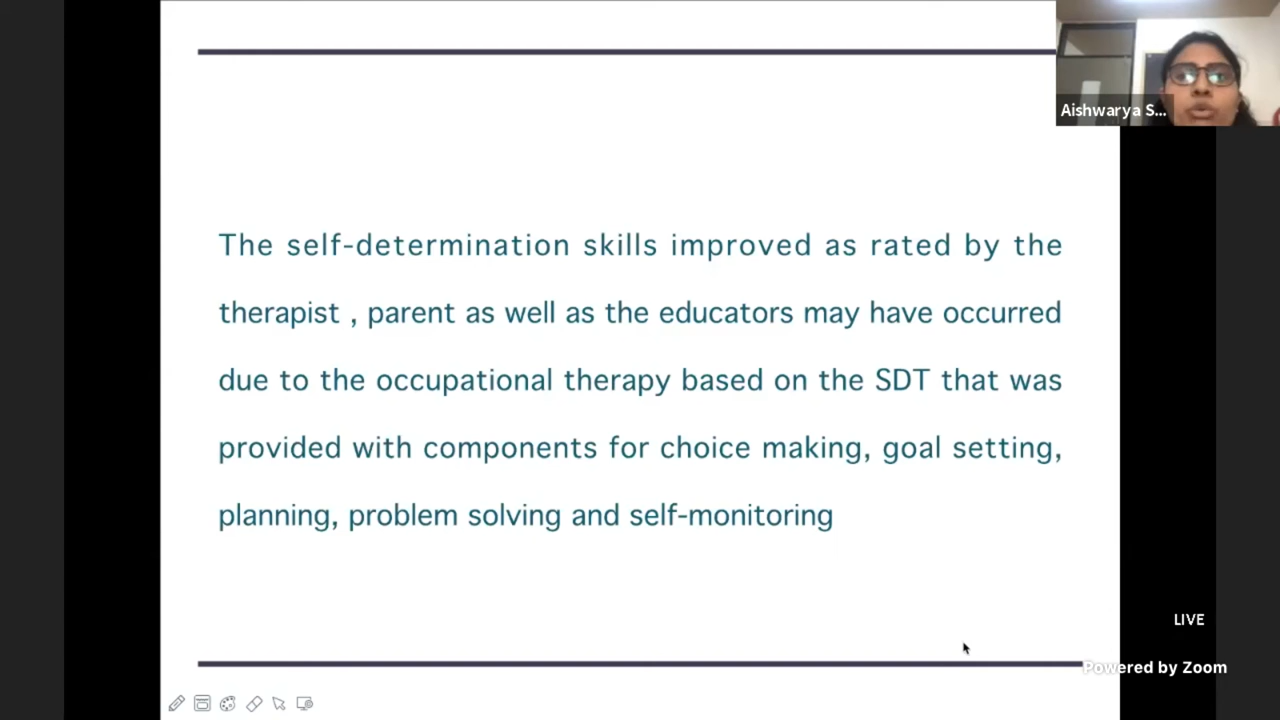 Aishwarya S...
The self-determination skills improved as rated by the
therapist , parent as well as the educators may have occurred
due to the occupational therapy based on the SDT that was
provided with components for choice making, goal setting,
planning, problem solving and self-monitoring
LIVE
Powered by Zoom